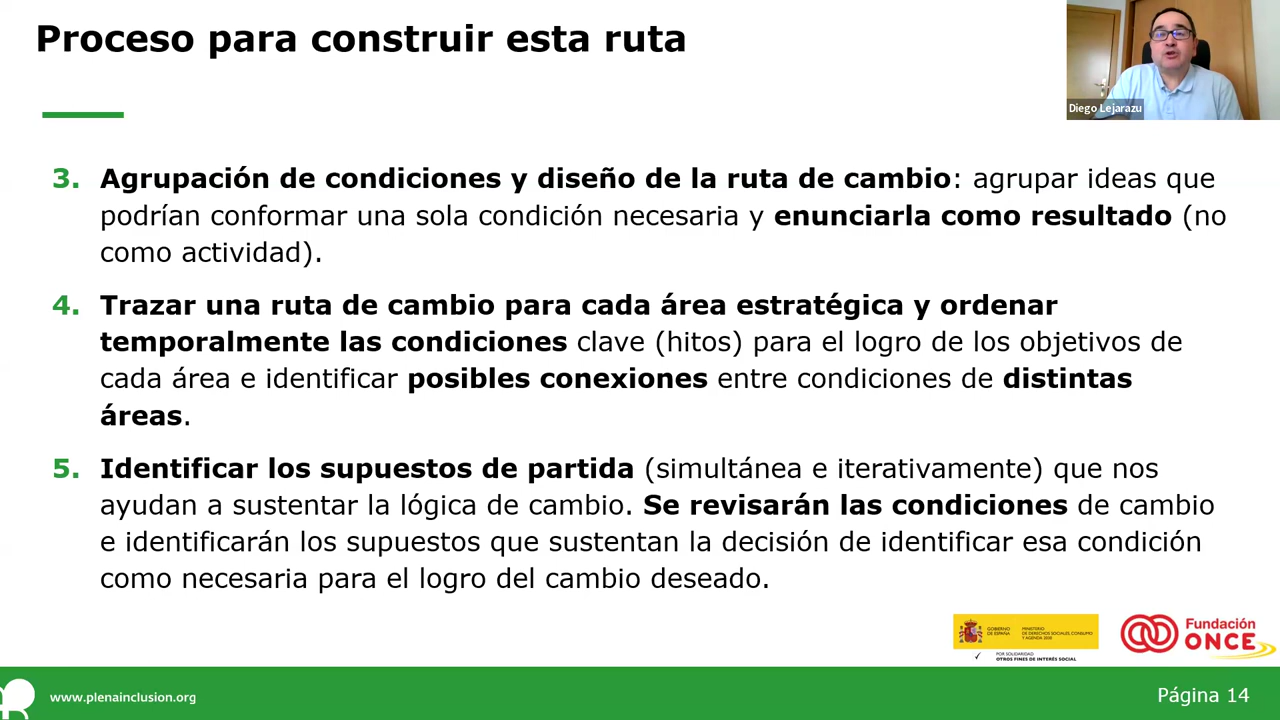 Proceso para construir esta ruta
Diego Lejarazu
3. Agrupación de condiciones y diseño de la ruta de cambio: agrupar ideas que
podrían conformar una sola condición necesaria y enunciarla como resultado (no
como actividad).
4. Trazar una ruta de cambio para cada área estratégica y ordenar
temporalmente las condiciones clave (hitos) para el logro de los objetivos de
cada área e identificar posibles conexiones entre condiciones de distintas
áreas.
5. Identificar los supuestos de partida (simultánea e iterativamente) que nos
ayudan a sustentar la lógica de cambio. Se revisarán las condiciones de cambio
e identificarán los supuestos que sustentan la decisión de identificar esa condición
como necesaria para el logro del cambio deseado.
GOBIERNO
DE ESPAÑA
MINISTERIO
DE DERECHOS SOCIALES, CONSUMO
Y AGENDA 2030
POR SOLIDARIDAD
OTROS FINES DE INTERÉS SOCIAL
Fundación
ONCE
www.plenainclusion.org
Página 14